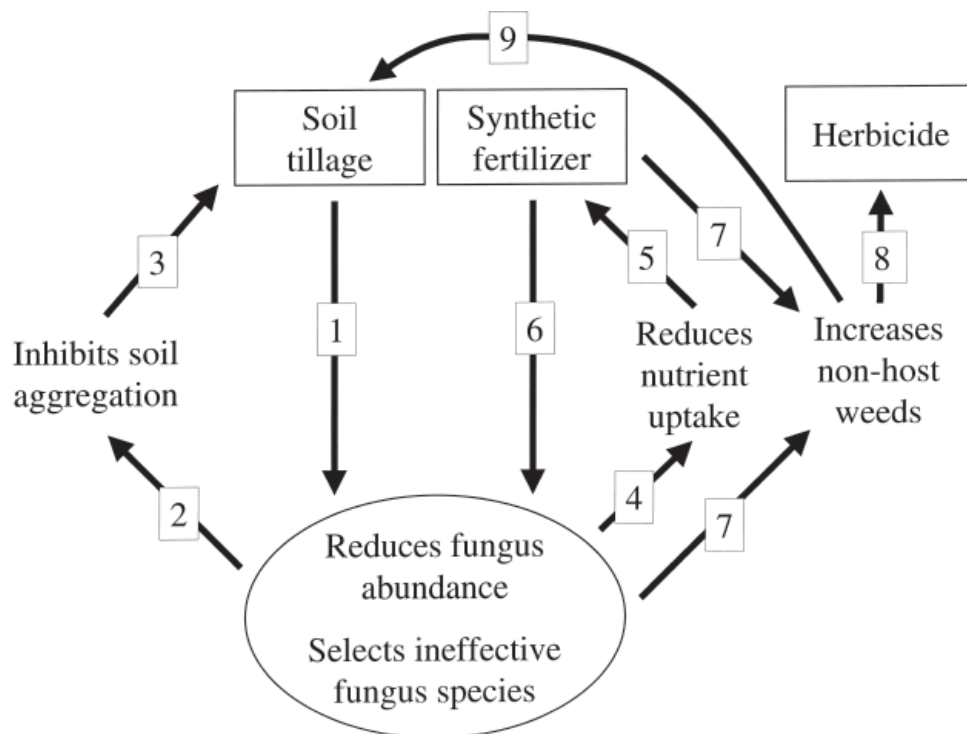 9
Soil
tillage
Synthetic
fertilizer
Herbicide
3
7
5
8
1
6
Inhibits soil
aggregation
Reduces
nutrient
uptake
Increases
non-host
weeds
2
4
7
Reduces fungus
abundance
Selects ineffective
fungus species